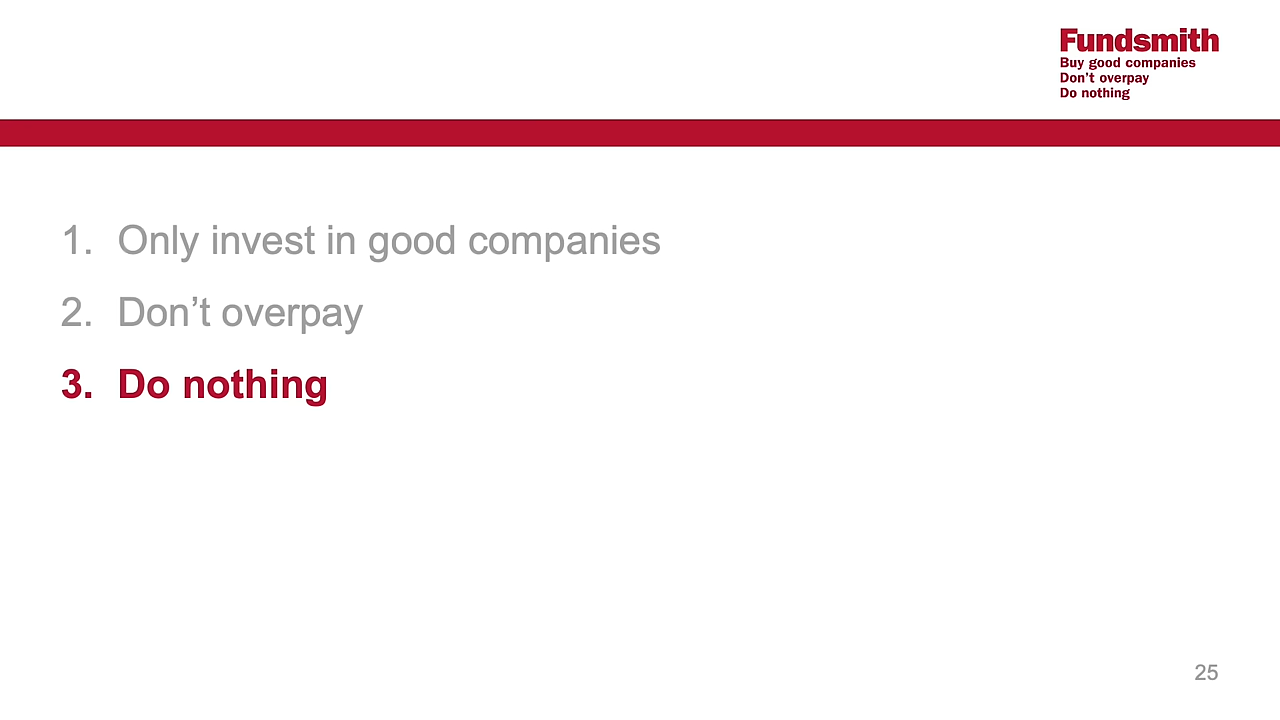 Fundsmith
Buy good companies
Don't overpay
Do nothing
1. Only invest in good companies
2. Don’t overpay
3. Do nothing
25